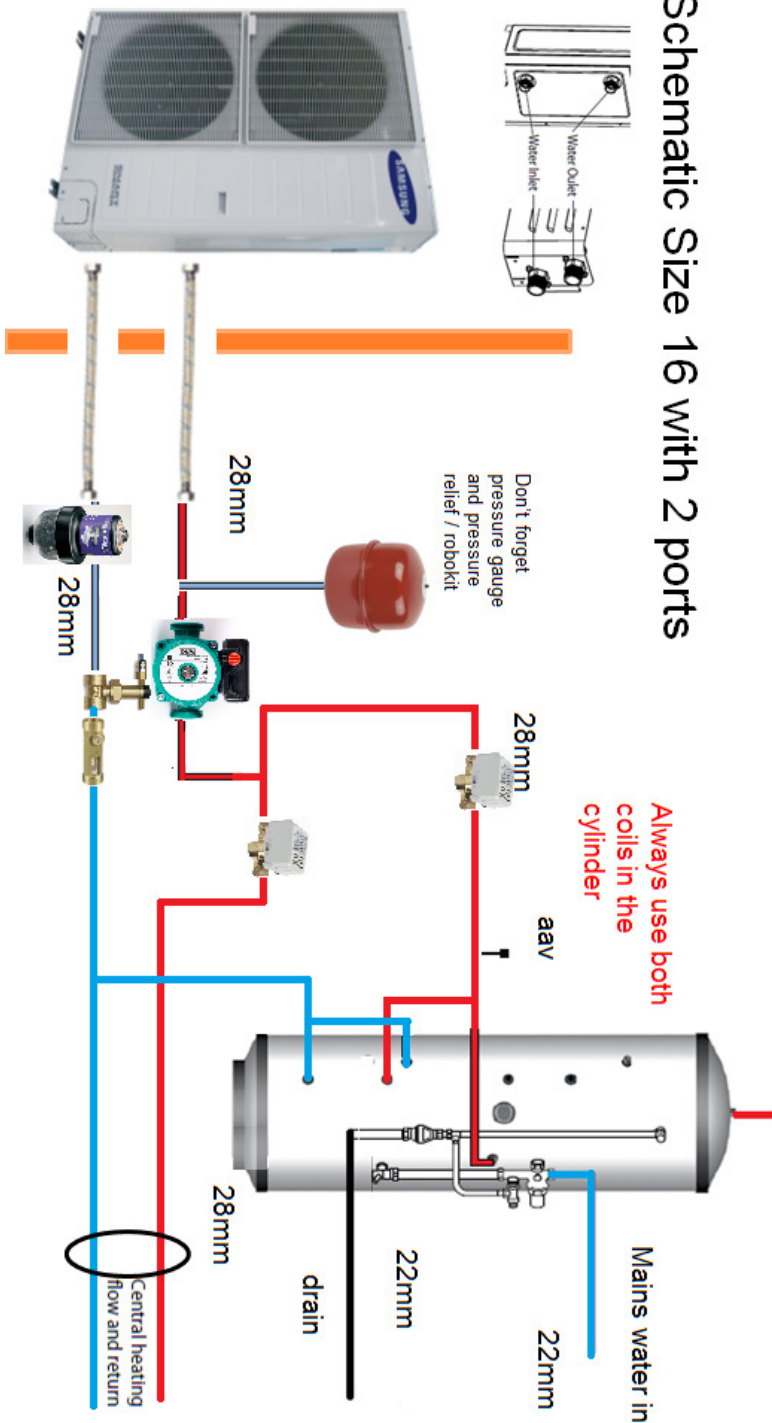 Schematic Size 16 with 2 ports
Water Oulet
Water Inlet
SAMSUNG
Don't forget
pressure gauge
and pressure
relief / robokit
28mm
28mm
28mm
Always use both
coils in the
cylinder
aav
Mains water in
22mm
22mm
drain
28mm
Central heating
flow and return